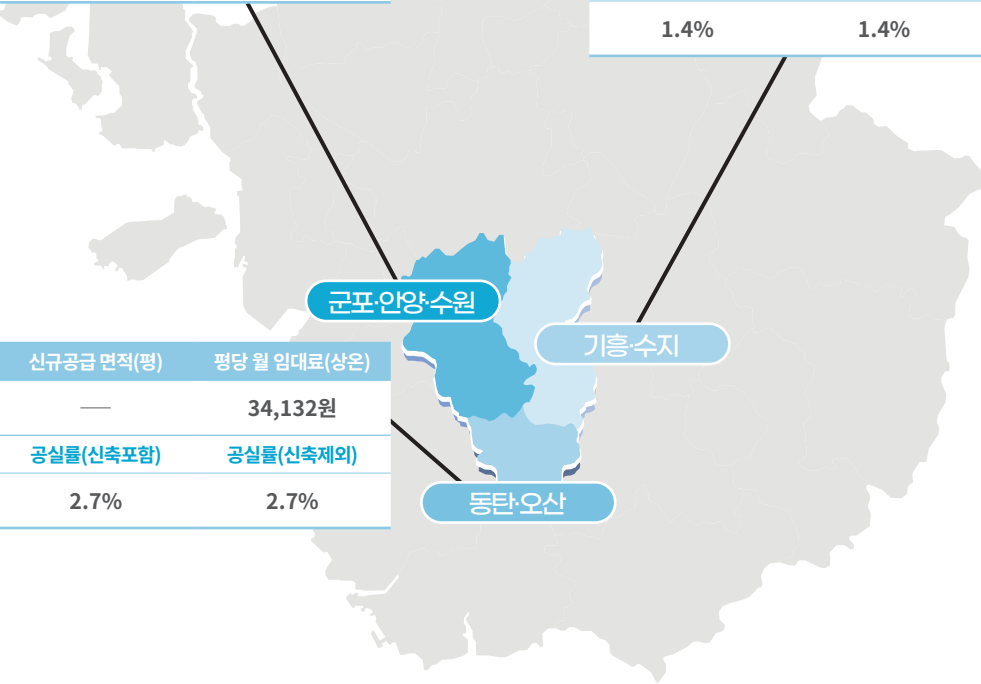 1.4% 1.4%
군포·안양·수원
기흥·수지
신규공급 면적(평) 평당 월 임대료(상온)
— 34,132원
공실률(신축포함) 공실률(신축제외)
2.7% 2.7%
동탄·오산